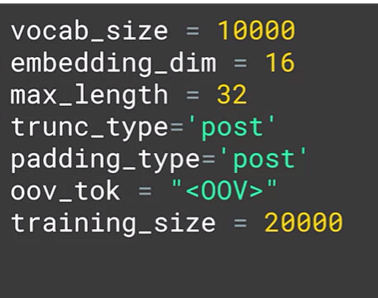 vocab_size = 10000
embedding_dim = 16
max_length = 32
trunc_type='post'
padding_type='post'
oov_tok = "<OOV>"
training_size = 20000